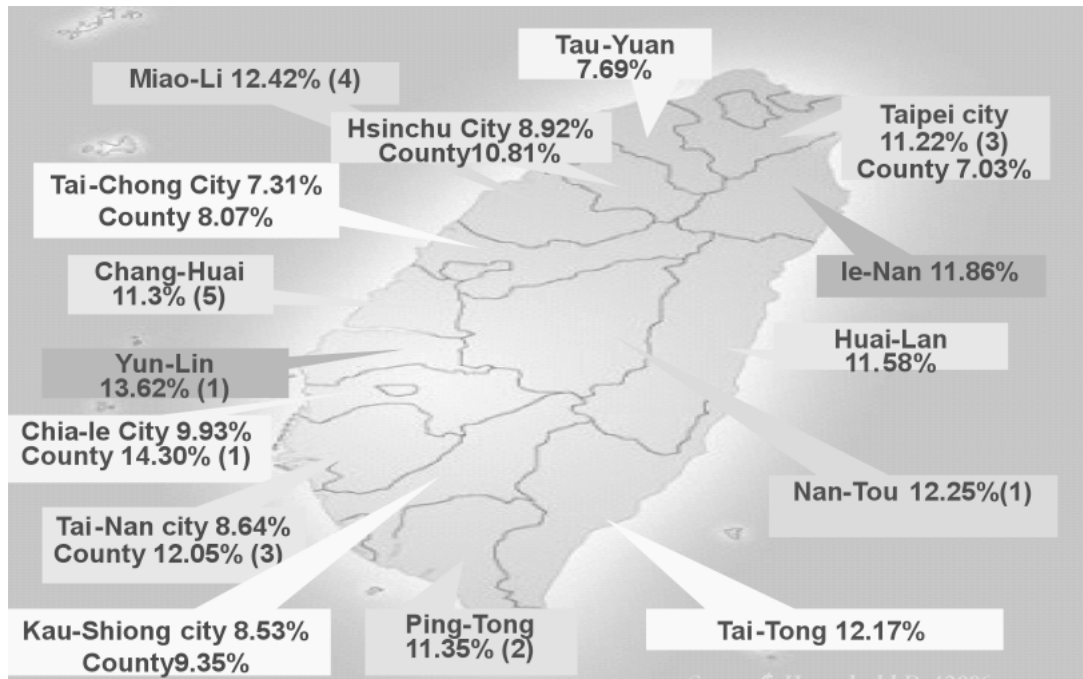 Tau-Yuan
7.69%
Miao-Li 12.42% (4)
Hsinchu City 8.92%
County10.81%
Taipei city
11.22% (3)
County 7.03%
Tai-Chong City 7.31%
County 8.07%
Chang-Huai
11.3% (5)
Ie-Nan 11.86%
Huai-Lan
11.58%
Yun-Lin
13.62% (1)
Chia-Ie City 9.93%
County 14.30% (1)
Nan-Tou 12.25%(1)
Tai-Nan city 8.64%
County 12.05% (3)
Kau-Shiong city 8.53%
County9.35%
Ping-Tong
11.35% (2)
Tai-Tong 12.17%